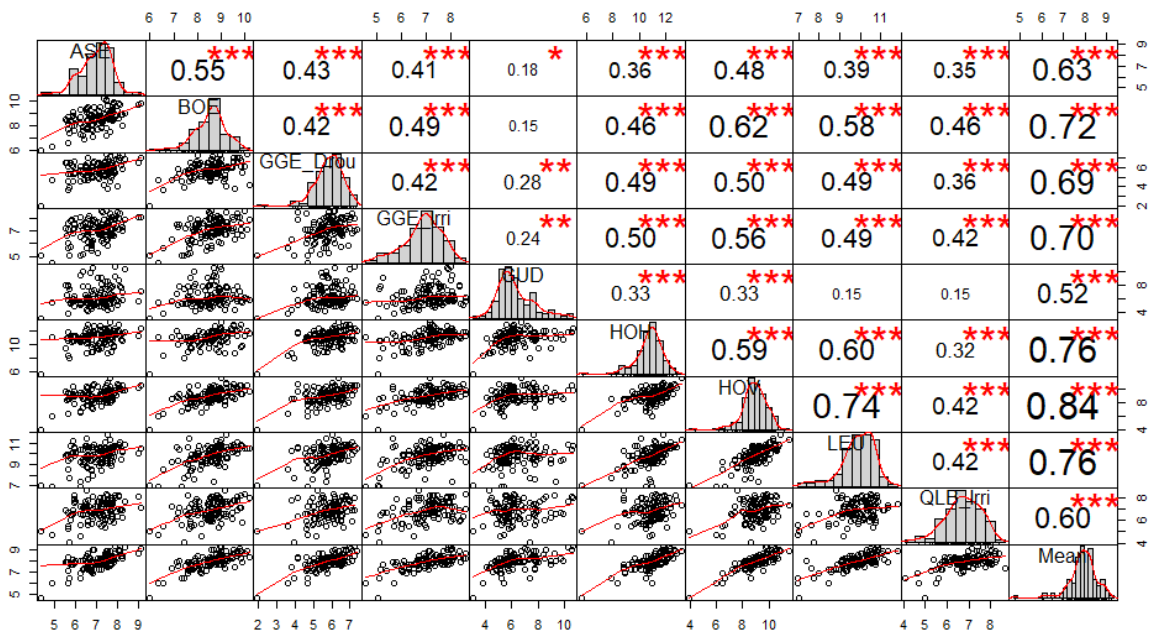 6 7 8 9 10 5 7 8 6 8 10 12 7 8 9 11 5 6 7 8 9
ASE 0.55 *** 0.43 *** 0.41 *** 0.18 * 0.36 *** 0.48 *** 0.39 *** 0.35 *** 0.63 *** 5 7 9
6 8 10 0.42 *** 0.49 *** 0.15 0.46 *** 0.62 *** 0.58 *** 0.46 *** 0.72 ***
GGE_Drou 0.42 *** 0.28 ** 0.49 *** 0.50 *** 0.49 *** 0.36 *** 0.69 *** 2 4 6
5 7 GGE_Irri 0.24 ** 0.50 *** 0.56 *** 0.49 *** 0.42 *** 0.70 ***
0.33 *** 0.33 *** 0.15 0.15 0.52 *** 4 8
6 10 HOH 0.59 *** 0.60 *** 0.32 *** 0.76 ***
0.74 *** 0.42 *** 0.84 *** 4 8
7 9 11 LEU 0.42 *** 0.76 ***
QLB_Irri 0.60 *** 4 6 8
5 7 9 Mean
5 6 7 8 9 2 3 4 5 6 7 4 6 8 10 4 6 8 10 4 5 6 7 8